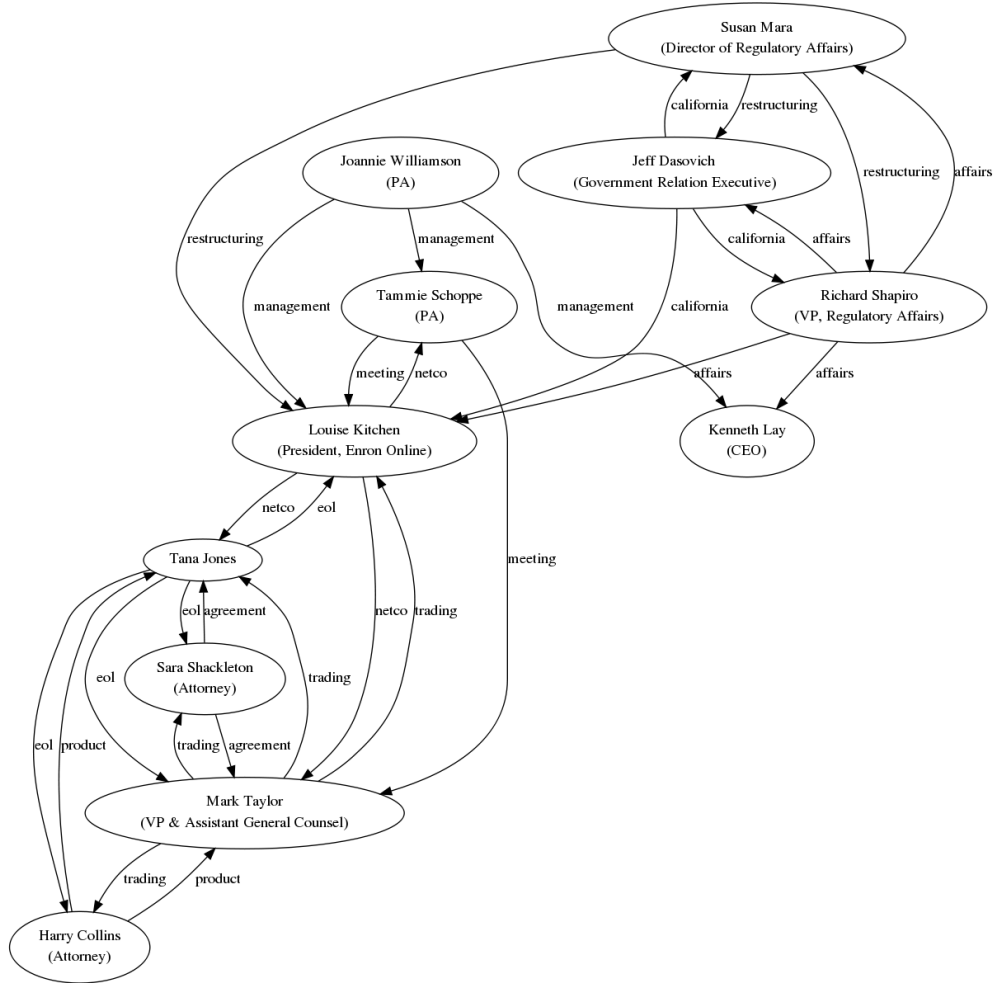 Susan Mara
(Director of Regulatory Affairs)
california
restructuring
Joannie Williamson
(PA)
Jeff Dasovich
(Government Relation Executive)
restructuring
affairs
restructuring
management
california
affairs
Tammie Schoppe
(PA)
Richard Shapiro
(VP, Regulatory Affairs)
management
management
california
meeting
netco
affairs
affairs
Louise Kitchen
(President, Enron Online)
Kenneth Lay
(CEO)
netco
eol
Tana Jones
meeting
eol
agreement
netco
trading
Sara Shackleton
(Attorney)
eol
trading
eol
product
trading
agreement
Mark Taylor
(VP & Assistant General Counsel)
trading
product
Harry Collins
(Attorney)